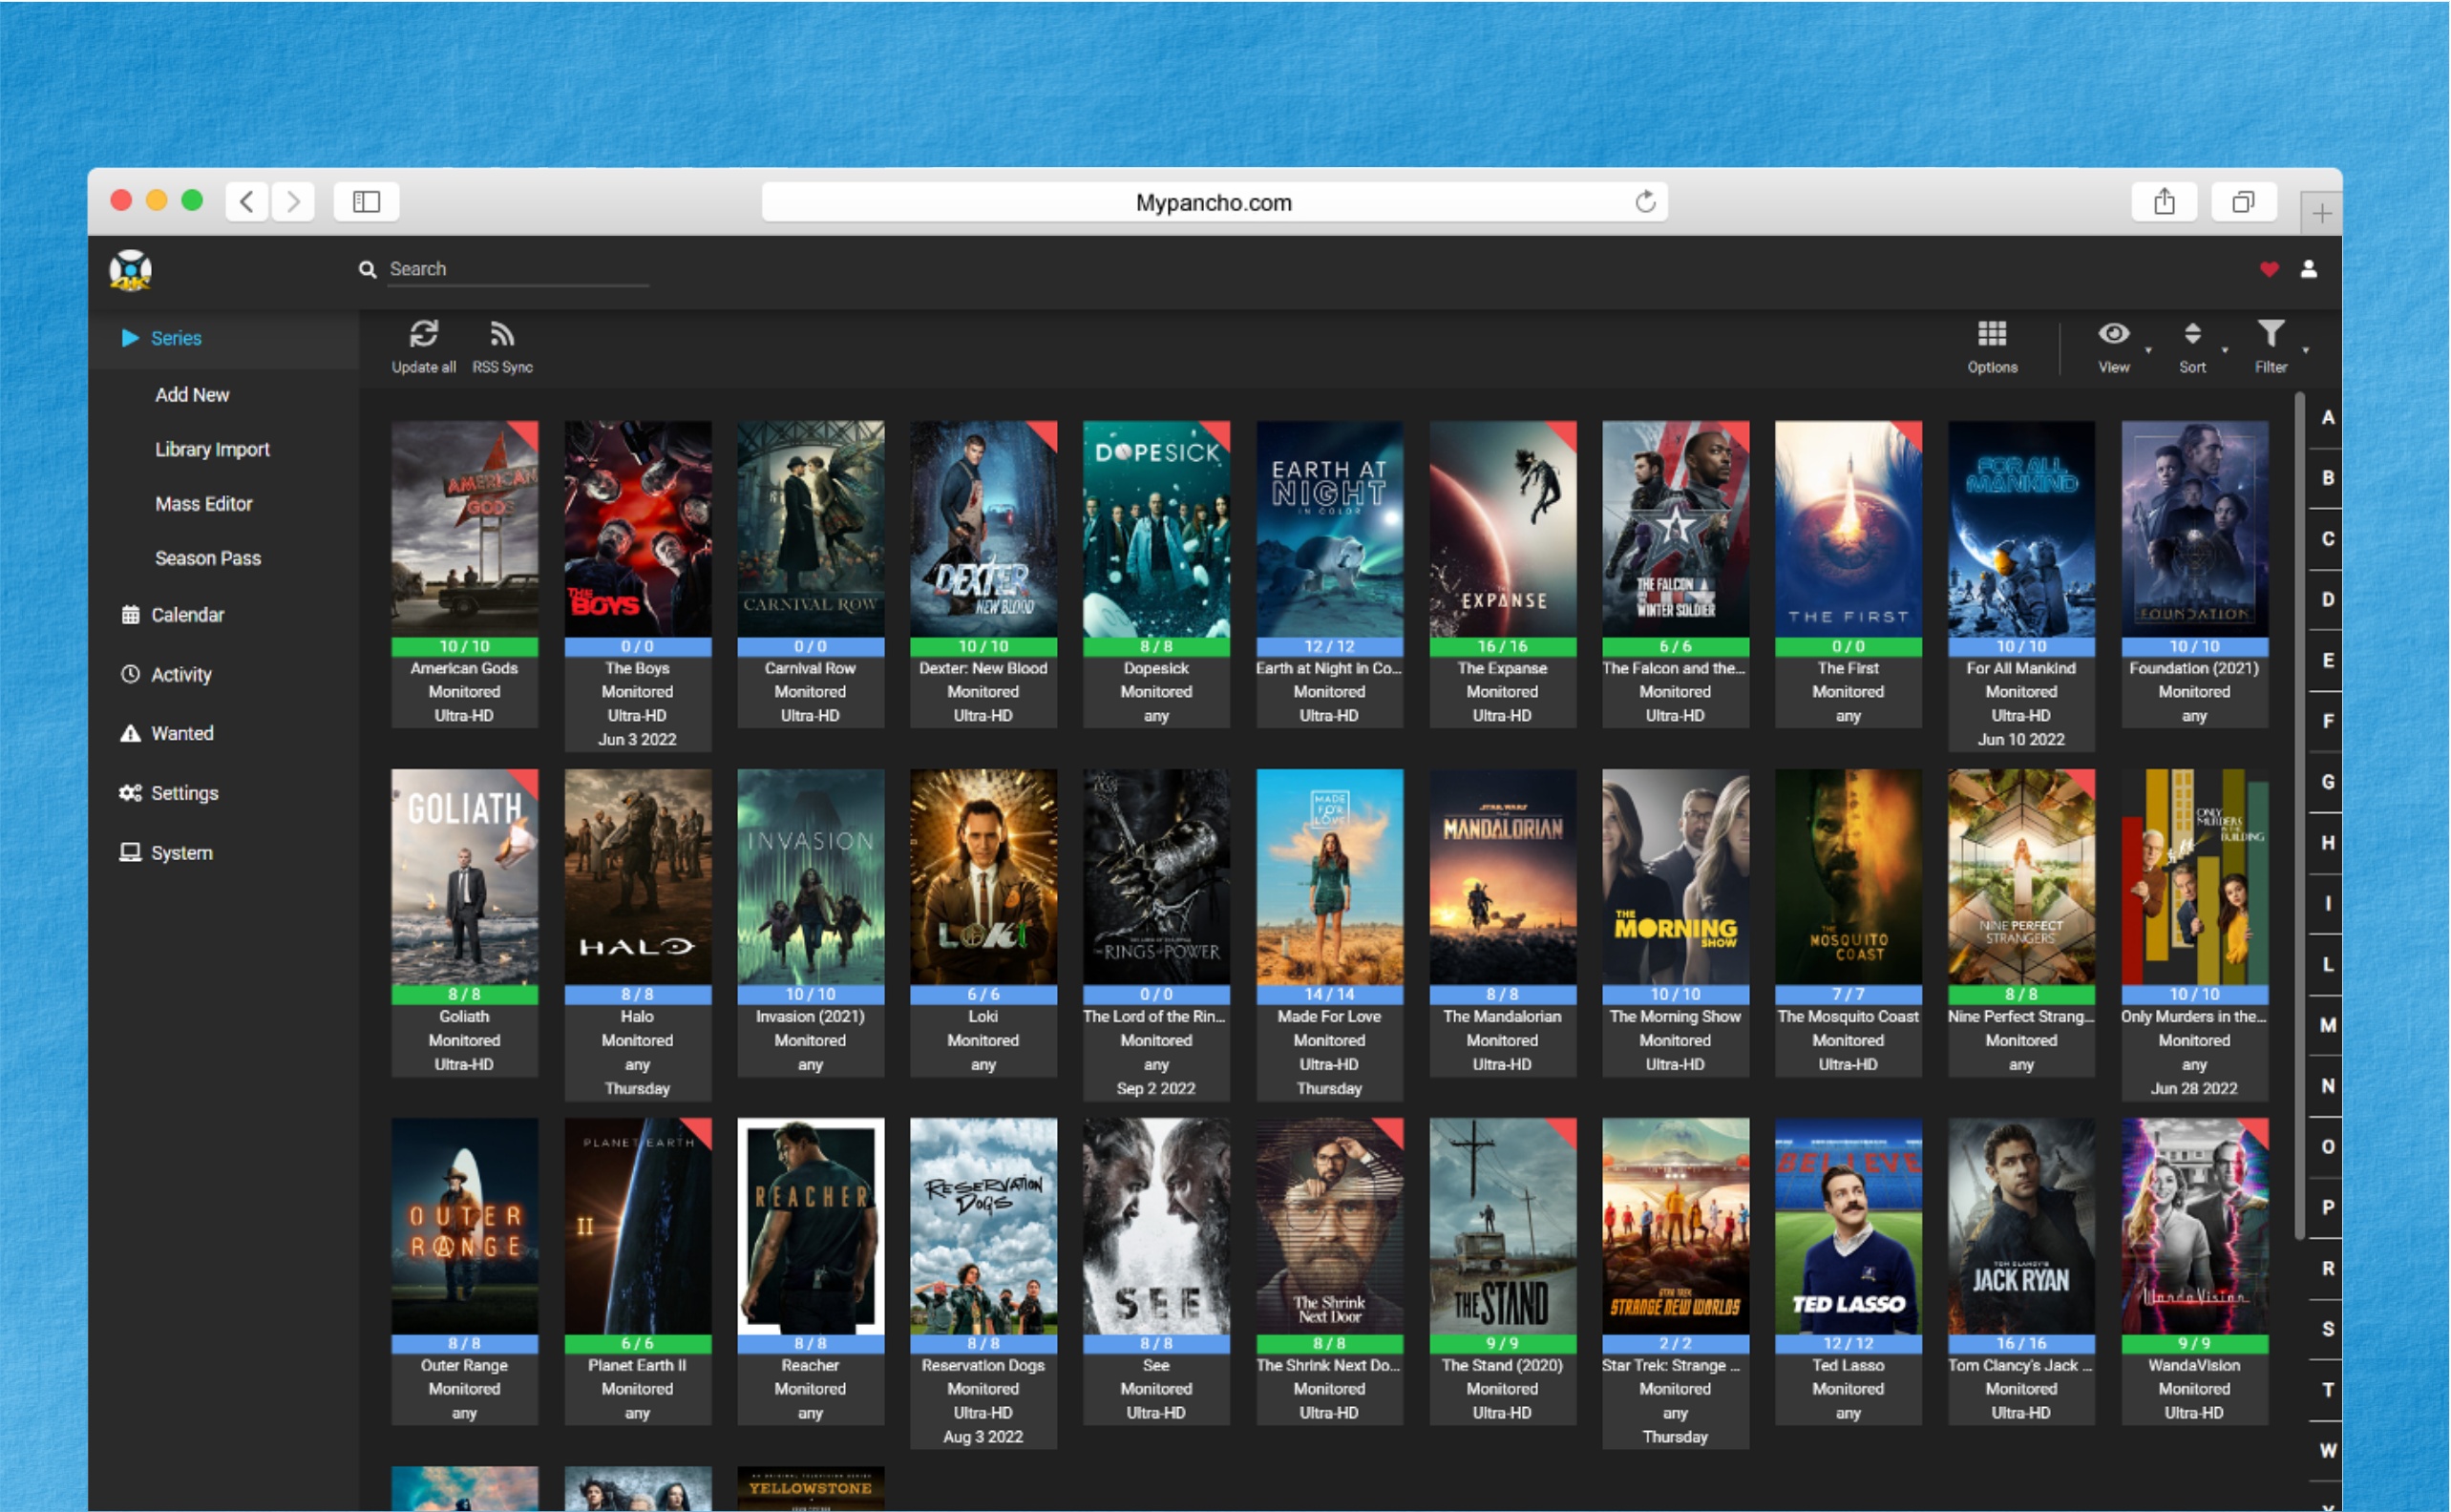 Mypancho.com
4K
Search
Series
Add New
Library Import
Mass Editor
Season Pass
Calendar
Activity
Wanted
Settings
System
Update all
RSS Sync
Options
View
Sort
Filter
AMERICAN
GODS
THE
BOYS
CARNIVAL ROW
DEXTER
NEW BLOOD
DOPESICK
EARTH AT
NIGHT
IN COLOR
EXPANSE
THE FALCON
WINTER SOLDIER
THE FIRST
FOR ALL
MANKIND
FOUNDATION
10 / 10
0 / 0
0 / 0
10 / 10
8 / 8
12 / 12
16 / 16
6 / 6
0 / 0
10 / 10
10 / 10
American Gods
The Boys
Carnival Row
Dexter: New Blood
Dopesick
Earth at Night in Co...
The Expanse
The Falcon and the...
The First
For All Mankind
Foundation (2021)
Monitored
Monitored
Monitored
Monitored
Monitored
Monitored
Monitored
Monitored
Monitored
Monitored
Monitored
Ultra-HD
Ultra-HD
Ultra-HD
Ultra-HD
any
Ultra-HD
Ultra-HD
Ultra-HD
any
Ultra-HD
any
Jun 3 2022
Jun 10 2022
GOLIATH
HALO
INVASION
LOKI
RINGS OF POWER
MADE
FOR
LOVE
STAR WARS
MANDALORIAN
THE
MORNING
SHOW
THE
MOSQUITO
COAST
NINE PERFECT
STRANGERS
ONLY
MURDERS
IN THE
BUILDING
8 / 8
8 / 8
10 / 10
6 / 6
0 / 0
14 / 14
8 / 8
10 / 10
7 / 7
8 / 8
10 / 10
Goliath
Halo
Invasion (2021)
Loki
The Lord of the Rin...
Made For Love
The Mandalorian
The Morning Show
The Mosquito Coast
Nine Perfect Strang...
Only Murders in the...
Monitored
Monitored
Monitored
Monitored
Monitored
Monitored
Monitored
Monitored
Monitored
Monitored
Monitored
Ultra-HD
any
any
any
any
Ultra-HD
Ultra-HD
Ultra-HD
Ultra-HD
any
any
Thursday
Sep 2 2022
Thursday
Jun 28 2022
OUTER
RANGE
PLANET EARTH
II
REACHER
RESERVATION
DOGS
SEE
The Shrink
Next Door
THE STAND
STAR TREK
STRANGE NEW WORLDS
BELIEVE
TED LASSO
TOM CLANCY'S
JACK RYAN
WandaVision
8 / 8
6 / 6
8 / 8
8 / 8
8 / 8
8 / 8
9 / 9
2 / 2
12 / 12
16 / 16
9 / 9
Outer Range
Planet Earth II
Reacher
Reservation Dogs
See
The Shrink Next Do...
The Stand (2020)
Star Trek: Strange ...
Ted Lasso
Tom Clancy's Jack ...
WandaVision
Monitored
Monitored
Monitored
Monitored
Monitored
Monitored
Monitored
Monitored
Monitored
Monitored
Monitored
any
any
any
Ultra-HD
Ultra-HD
Ultra-HD
Ultra-HD
any
any
Ultra-HD
Ultra-HD
Aug 3 2022
Thursday
AN ORIGINAL TELEVISION SERIES
YELLOWSTONE
A
B
C
D
E
F
G
H
I
L
M
N
O
P
R
S
T
W